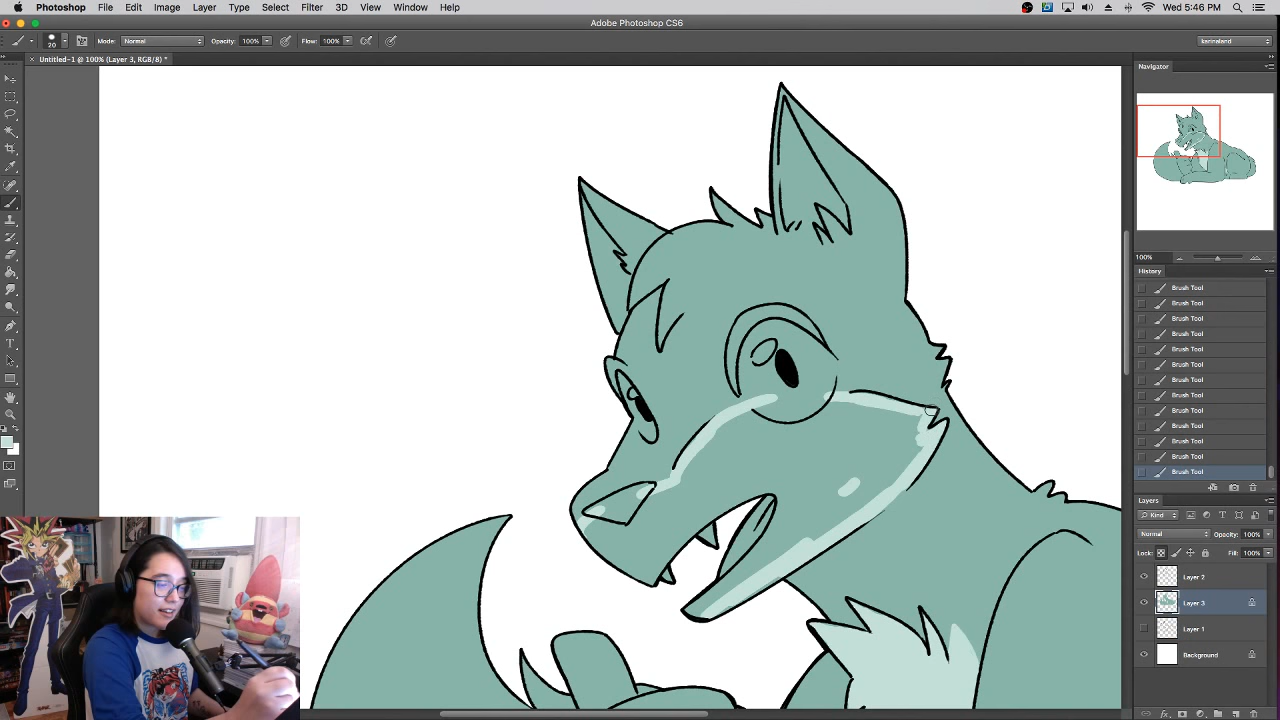 Photoshop File Edit Image Layer Type Select Filter 3D View Window Help Wed 5:46 PM
Adobe Photoshop CS6
20 Mode: Normal Opacity: 100% Flow: 100% karinaland
× Untitled-1 @ 100% (Layer 3, RGB/8) *
Navigator
100%
History
Brush Tool
Brush Tool
Brush Tool
Brush Tool
Brush Tool
Brush Tool
Brush Tool
Brush Tool
Brush Tool
Brush Tool
Brush Tool
Brush Tool
Brush Tool
Layers
Kind
Normal Opacity: 100%
Lock: Fill: 100%
Layer 2
Layer 3
Layer 1
Background